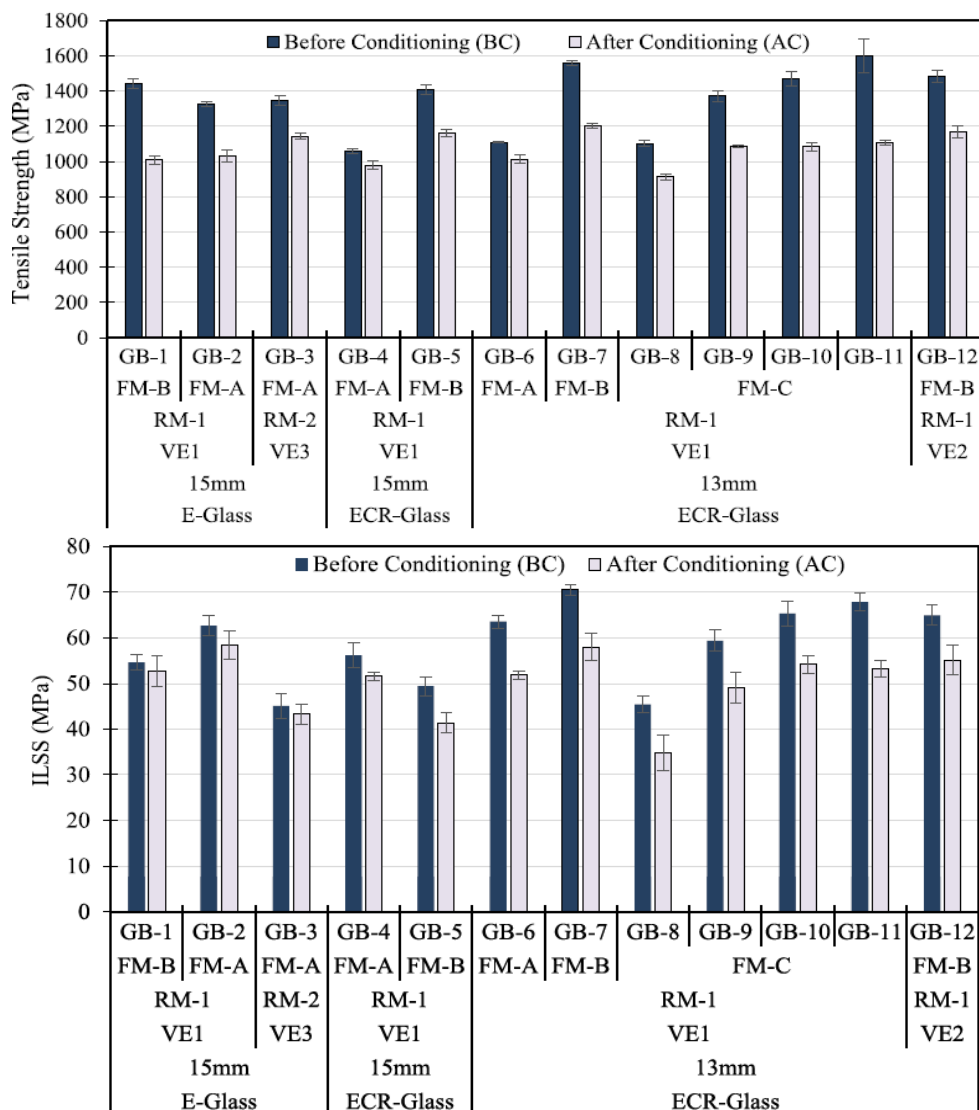 1800
Before Conditioning (BC) After Conditioning (AC)
1600
1400
1200
1000
800
600
400
200
0
Tensile Strength (MPa)
GB-1 GB-2 GB-3 GB-4 GB-5 GB-6 GB-7 GB-8 GB-9 GB-10 GB-11 GB-12
FM-B FM-A FM-A FM-A FM-B FM-A FM-B FM-C FM-B
RM-1 RM-2 RM-1 RM-1 RM-1
VE1 VE3 VE1 VE1 VE2
15mm 15mm 13mm
E-Glass ECR-Glass ECR-Glass
80
Before Conditioning (BC) After Conditioning (AC)
70
60
50
40
30
20
10
0
ILSS (MPa)
GB-1 GB-2 GB-3 GB-4 GB-5 GB-6 GB-7 GB-8 GB-9 GB-10 GB-11 GB-12
FM-B FM-A FM-A FM-A FM-B FM-A FM-B FM-C FM-B
RM-1 RM-2 RM-1 RM-1 RM-1
VE1 VE3 VE1 VE1 VE2
15mm 15mm 13mm
E-Glass ECR-Glass ECR-Glass